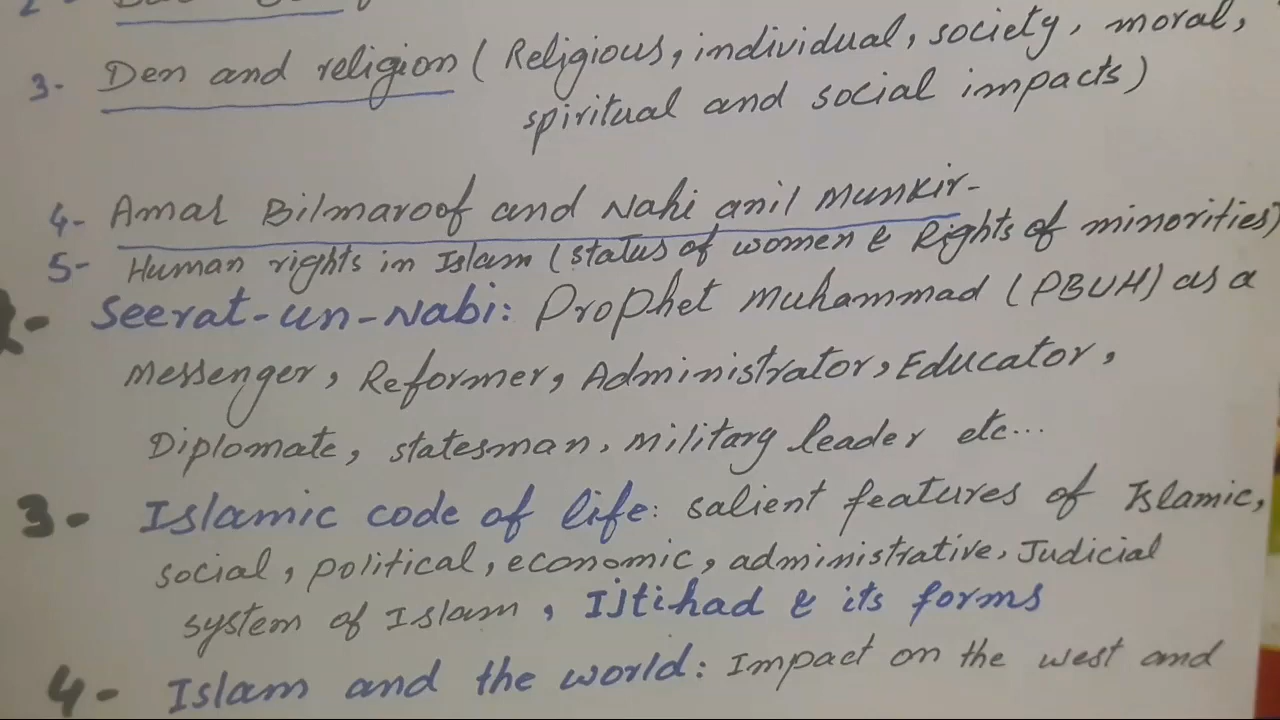 3- Den and religion ( Religious, individual, society, moral,
spiritual and social impacts)
4- Amar Bilmaroof and Nahi anil Munkir-
5- Human rights in Islam (status of women & Rights of minorities)
Seerat-un-Nabi: Prophet Muhammad (PBUH) as a
Messenger, Reformer, Administrator, Educator,
Diplomate, statesman, military leader etc...
3- Islamic code of life: salient features of Islamic,
social, political, economic, administrative, Judicial
system of Islam, Ijtihad & its forms
4- Islam and the world: Impact on the west and